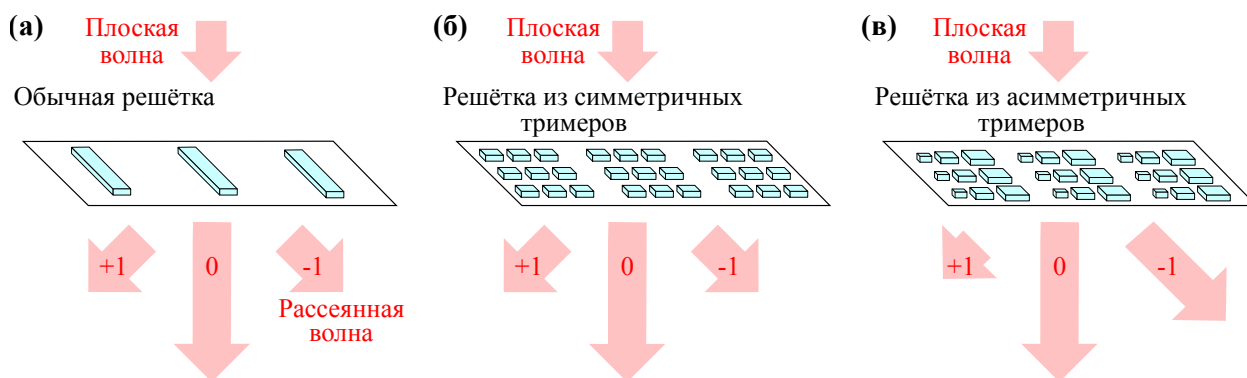 (а)
Плоская
волна
Обычная решётка
+1
0
-1
Рассеянная
волна
(б)
Плоская
волна
Решётка из симметричных
тримеров
+1
0
-1
(в)
Плоская
волна
Решётка из асимметричных
тримеров
+1
0
-1